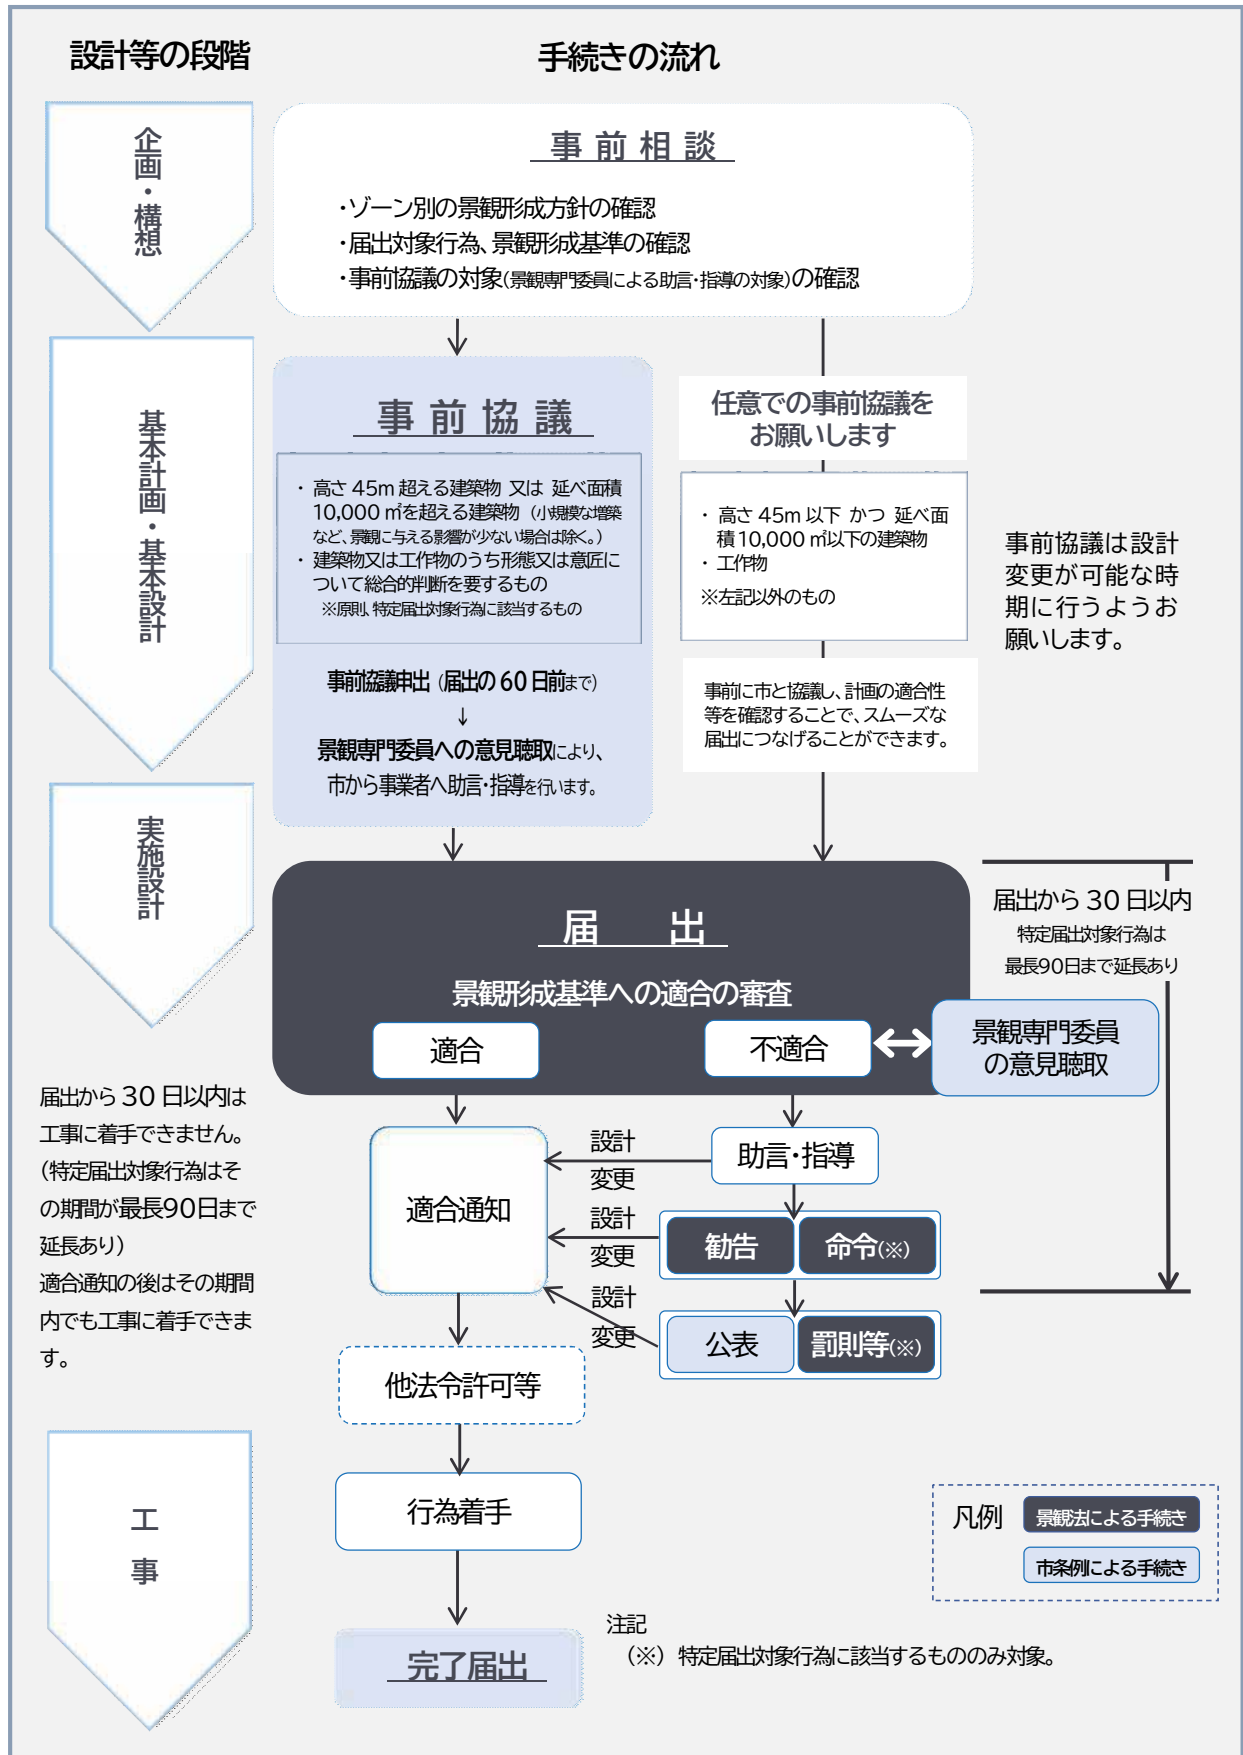 設計等の段階
手続きの流れ
企画・構想
事前相談
・ゾーン別の景観形成方針の確認
・届出対象行為、景観形成基準の確認
・事前協議の対象(景観専門委員による助言・指導の対象)の確認
基本計画・基本設計
事前協議
・ 高さ 45m 超える建築物 又は 延べ面積
10,000 ㎡を超える建築物 （小規模な増築
など、景観に与える影響が少ない場合は除く。）
・ 建築物又は工作物のうち形態又は意匠に
ついて総合的判断を要するもの
※原則、特定届出対象行為に該当するもの
事前協議申出（届出の 60 日前まで）
↓
景観専門委員への意見聴取により、
市から事業者へ助言・指導を行います。
任意での事前協議を
お願いします
・ 高さ 45m 以下 かつ 延べ面
積 10,000 ㎡以下の建築物
・ 工作物
※左記以外のもの
事前に市と協議し、計画の適合性
等を確認することで、スムーズな
届出につなげることができます。
事前協議は設計
変更が可能な時
期に行うようお
願いします。
実施設計
届 出
景観形成基準への適合の審査
適合
不適合
景観専門委員
の意見聴取
届出から 30 日以内
特定届出対象行為は
最長90日まで延長あり
届出から 30 日以内は
工事に着手できません。
（特定届出対象行為はそ
の期間が最長90日まで
延長あり）
適合通知の後はその期間
内でも工事に着手できま
す。
適合通知
設計
変更
助言・指導
設計
変更
勧告
命令(※)
設計
変更
公表
罰則等(※)
他法令許可等
工事
行為着手
完了届出
凡例
景観法による手続き
市条例による手続き
注記
（※） 特定届出対象行為に該当するもののみ対象。